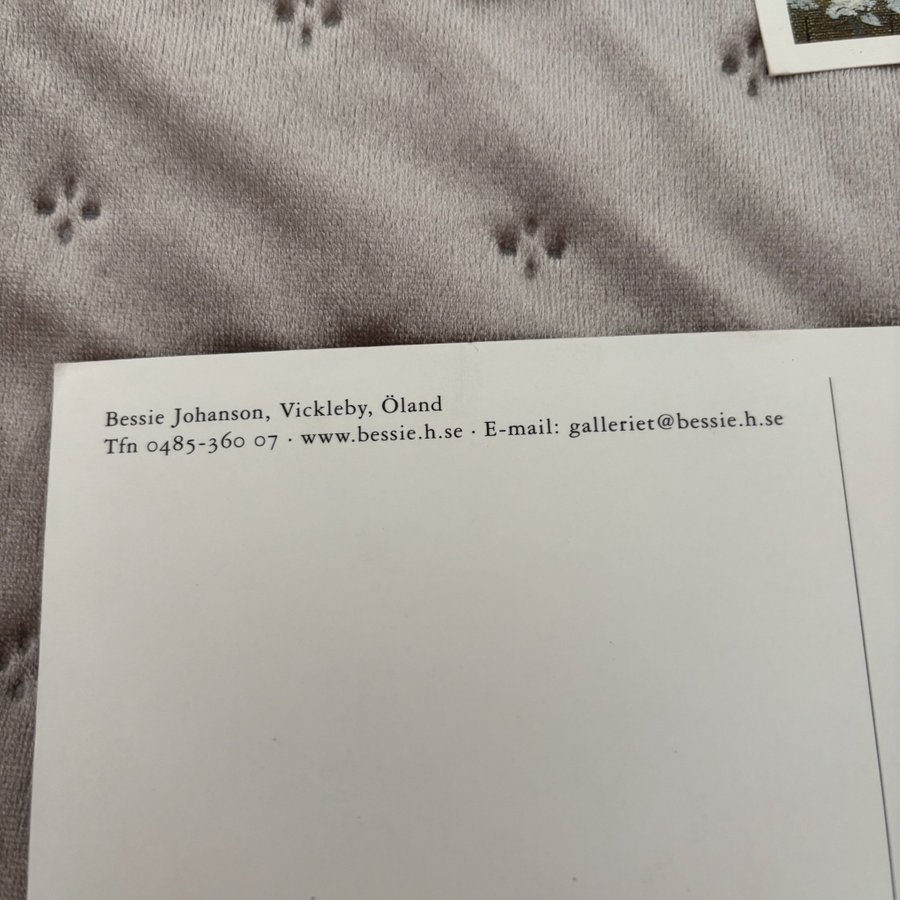 Bessie Johanson, Vickleby, Öland
Tfn 0485-360 07 · www.bessie.h.se · E-mail: galleriet@bessie.h.se